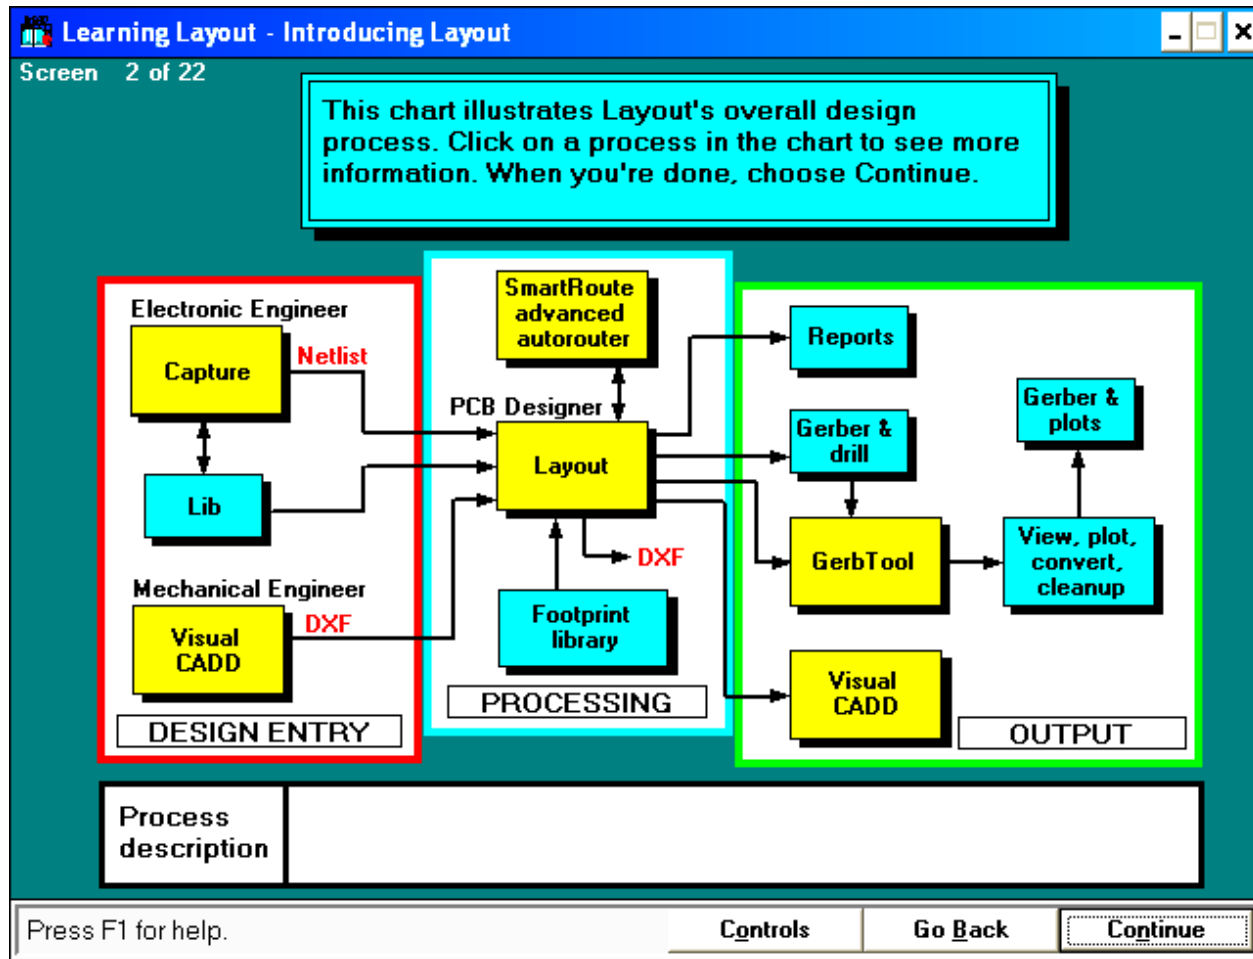 Learning Layout - Introducing Layout
Screen 2 of 22
This chart illustrates Layout's overall design
process. Click on a process in the chart to see more
information. When you're done, choose Continue.
Electronic Engineer
Capture
Netlist
Lib
Mechanical Engineer
Visual
CADD
DXF
DESIGN ENTRY
SmartRoute
advanced
autorouter
PCB Designer
Layout
DXF
Footprint
library
PROCESSING
Reports
Gerber &
drill
Gerber &
plots
GerbTool
View, plot,
convert,
cleanup
Visual
CADD
OUTPUT
Process
description
Press F1 for help.
Controls
Go Back
Continue